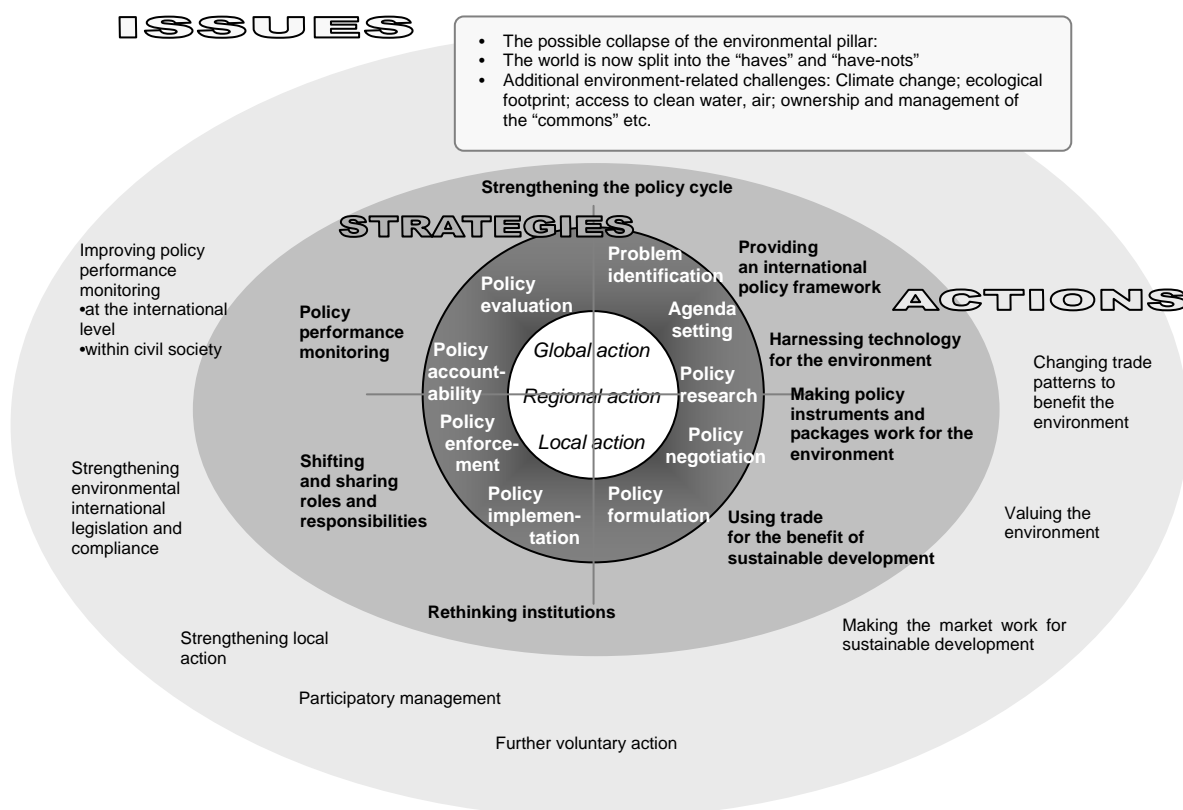 ISSUES
• The possible collapse of the environmental pillar:
• The world is now split into the “haves” and “have-nots”
• Additional environment-related challenges: Climate change; ecological
footprint; access to clean water, air; ownership and management of
the “commons” etc.
Strengthening the policy cycle
STRATEGIES
ACTIONS
Improving policy
performance
monitoring
•at the international
level
•within civil society
Policy
performance
monitoring
Policy
evaluation
Problem
identification
Providing
an international
policy framework
Agenda
setting
Harnessing technology
for the environment
Policy
account-
ability
Global action
Regional action
Local action
Policy
research
Making policy
instruments and
packages work for the
environment
Changing trade
patterns to
benefit the
environment
Policy
enforce-
ment
Policy
negotiation
Strengthening
environmental
international
legislation and
compliance
Shifting
and sharing
roles and
responsibilities
Policy
implemen-
tation
Policy
formulation
Using trade
for the benefit of
sustainable development
Valuing the
environment
Rethinking institutions
Strengthening local
action
Making the market work for
sustainable development
Participatory management
Further voluntary action